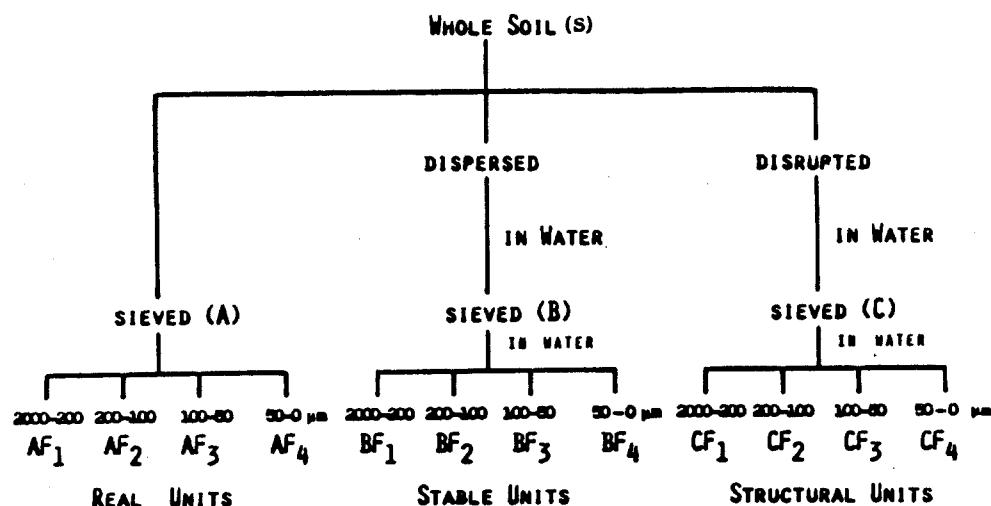 WHOLE SOIL (S)
DISPERSED
DISRUPTED
IN WATER
IN WATER
SIEVED (A)
SIEVED (B)
SIEVED (C)
IN WATER
IN WATER
2000-200 200-100 100-50 50-0 µm
2000-200 200-100 100-50 50-0 µm
2000-200 200-100 100-50 50-0 µm
AF1 AF2 AF3 AF4
BF1 BF2 BF3 BF4
CF1 CF2 CF3 CF4
REAL UNITS
STABLE UNITS
STRUCTURAL UNITS